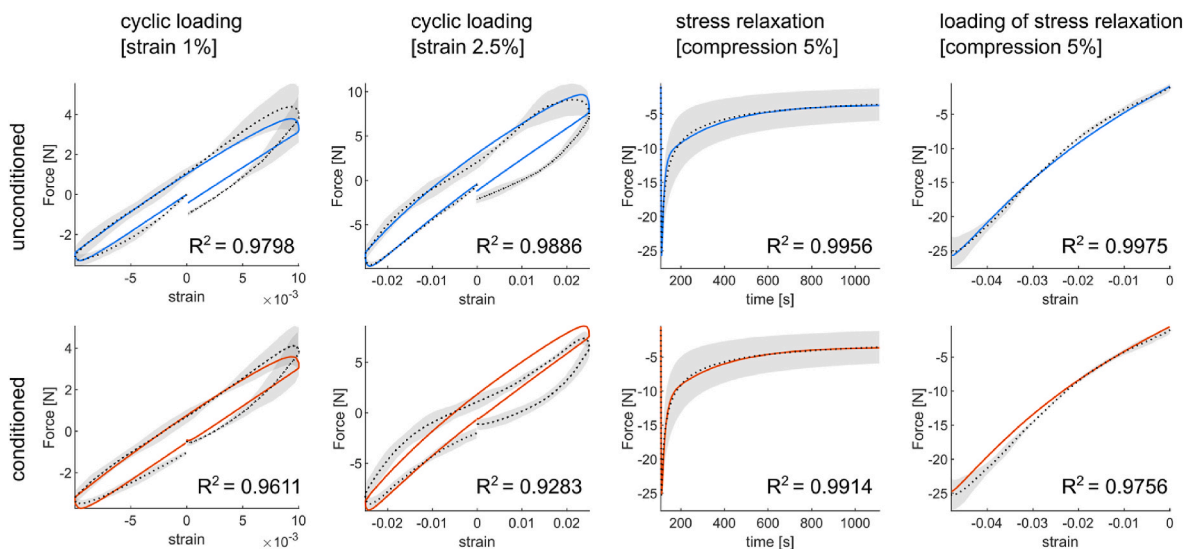 cyclic loading
[strain 1%]
cyclic loading
[strain 2.5%]
stress relaxation
[compression 5%]
loading of stress relaxation
[compression 5%]
unconditioned
Force [N]
4
2
0
-2
R² = 0.9798
-5 0 5 10
strain ×10⁻³
Force [N]
10
5
0
-5
R² = 0.9886
-0.02 -0.01 0 0.01 0.02
strain
Force [N]
-5
-10
-15
-20
-25
R² = 0.9956
200 400 600 800 1000
time [s]
Force [N]
-5
-10
-15
-20
-25
R² = 0.9975
-0.04 -0.03 -0.02 -0.01 0
strain
conditioned
Force [N]
4
2
0
-2
R² = 0.9611
-5 0 5 10
strain ×10⁻³
Force [N]
5
0
-5
R² = 0.9283
-0.02 -0.01 0 0.01 0.02
strain
Force [N]
-5
-10
-15
-20
-25
R² = 0.9914
200 400 600 800 1000
time [s]
Force [N]
-5
-10
-15
-20
-25
R² = 0.9756
-0.04 -0.03 -0.02 -0.01 0
strain